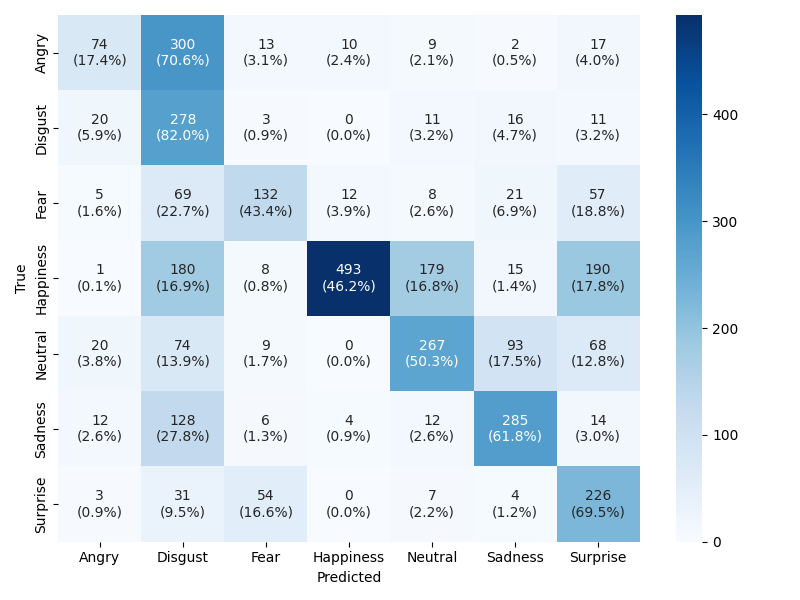 Angry 74 300 13 10 9 2 17
(17.4%) (70.6%) (3.1%) (2.4%) (2.1%) (0.5%) (4.0%)
Disgust 20 278 3 0 11 16 11
(5.9%) (82.0%) (0.9%) (0.0%) (3.2%) (4.7%) (3.2%)
Fear 5 69 132 12 8 21 57
(1.6%) (22.7%) (43.4%) (3.9%) (2.6%) (6.9%) (18.8%)
True
Happiness 1 180 8 493 179 15 190
(0.1%) (16.9%) (0.8%) (46.2%) (16.8%) (1.4%) (17.8%)
Neutral 20 74 9 0 267 93 68
(3.8%) (13.9%) (1.7%) (0.0%) (50.3%) (17.5%) (12.8%)
Sadness 12 128 6 4 12 285 14
(2.6%) (27.8%) (1.3%) (0.9%) (2.6%) (61.8%) (3.0%)
Surprise 3 31 54 0 7 4 226
(0.9%) (9.5%) (16.6%) (0.0%) (2.2%) (1.2%) (69.5%)
Angry Disgust Fear Happiness Neutral Sadness Surprise
Predicted
400
300
200
100
0